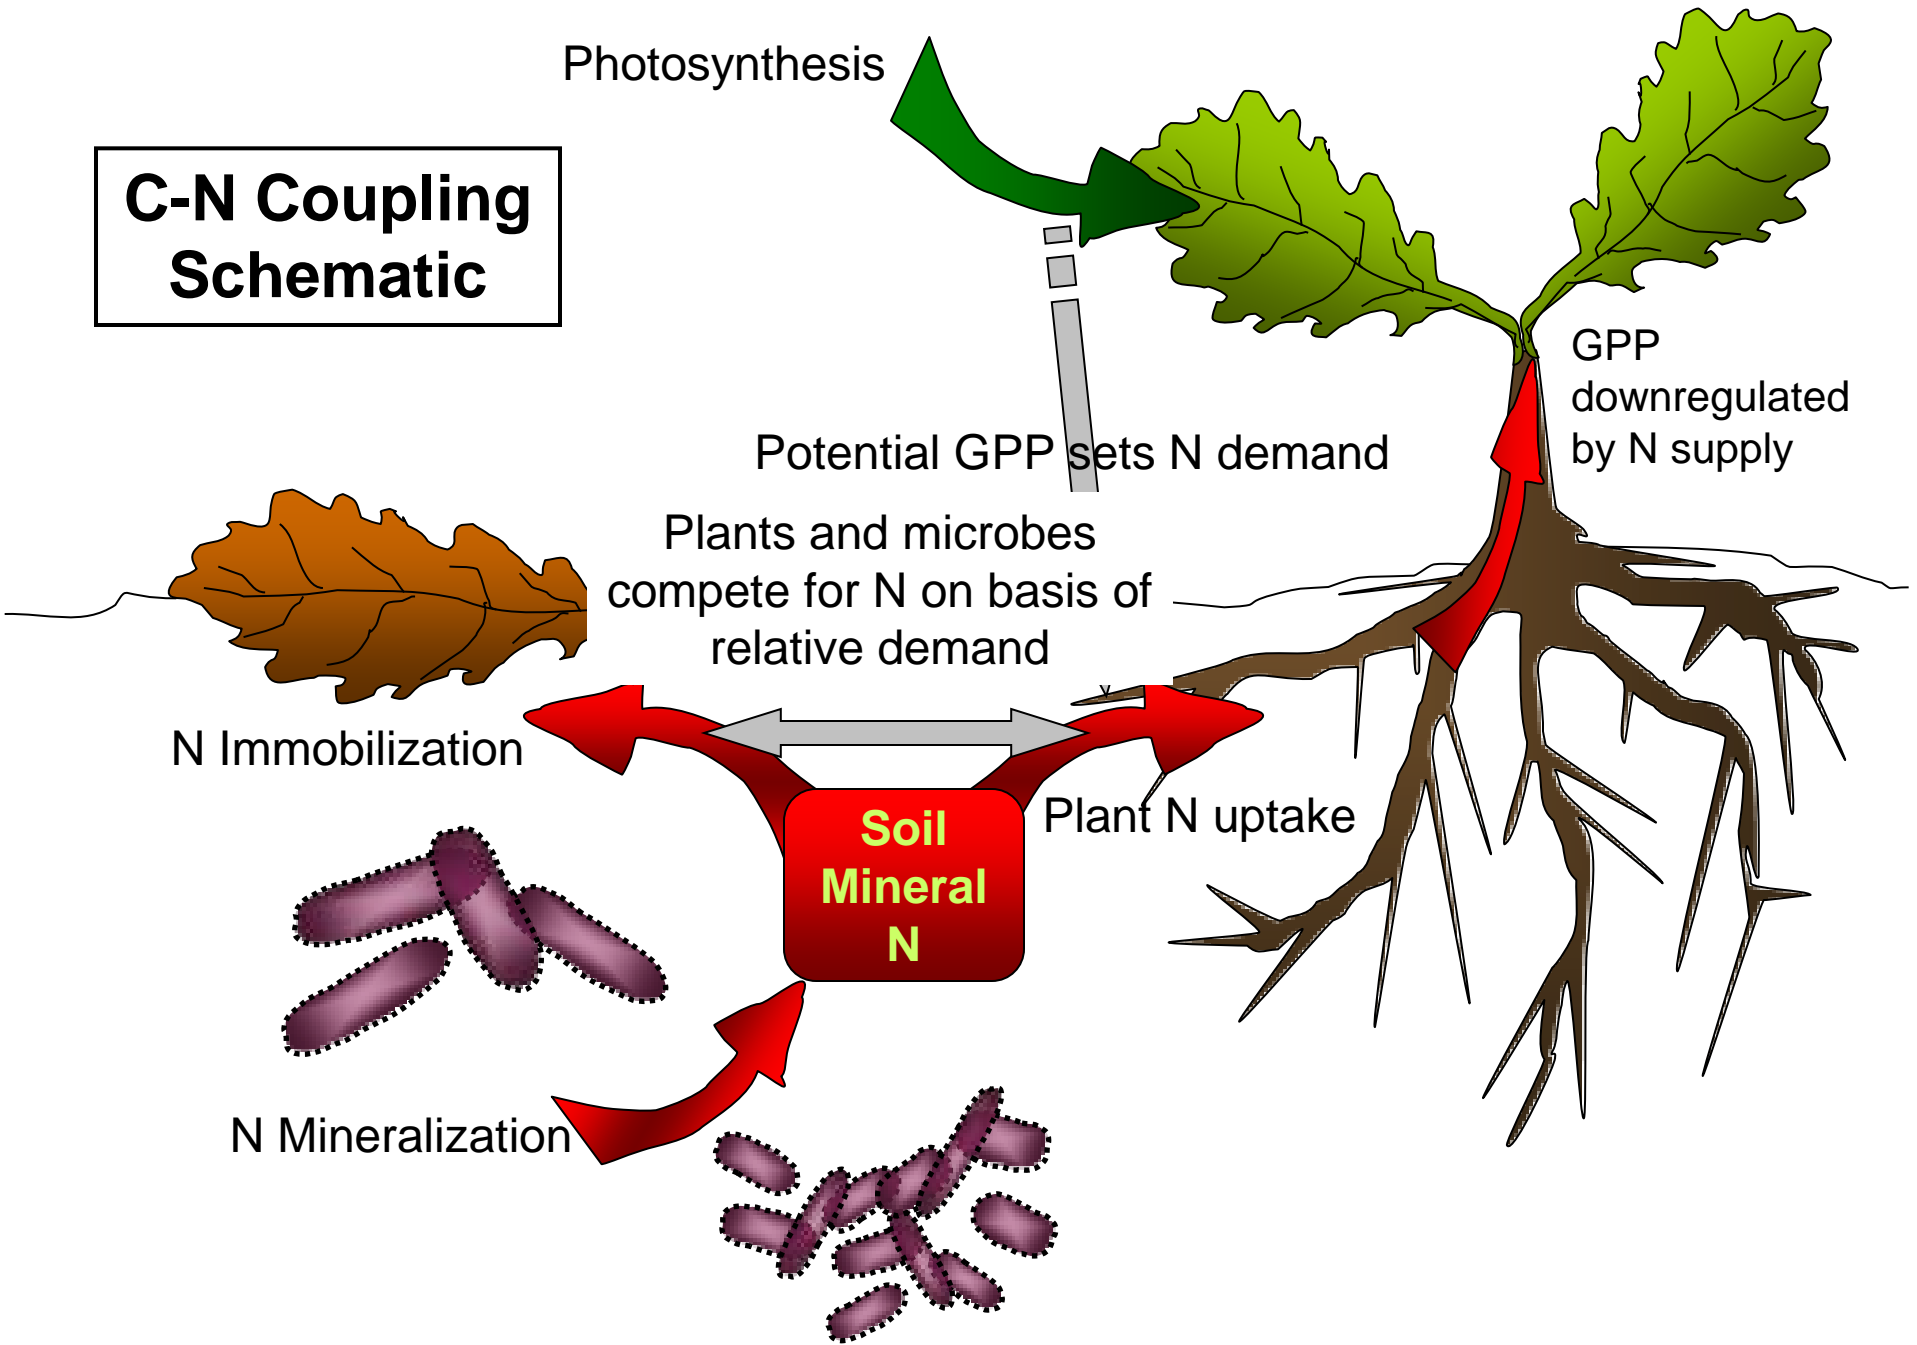 Photosynthesis
C-N Coupling
Schematic
GPP
downregulated
by N supply
Potential GPP sets N demand
Plants and microbes
compete for N on basis of
relative demand
N Immobilization
Soil
Mineral
N
Plant N uptake
N Mineralization